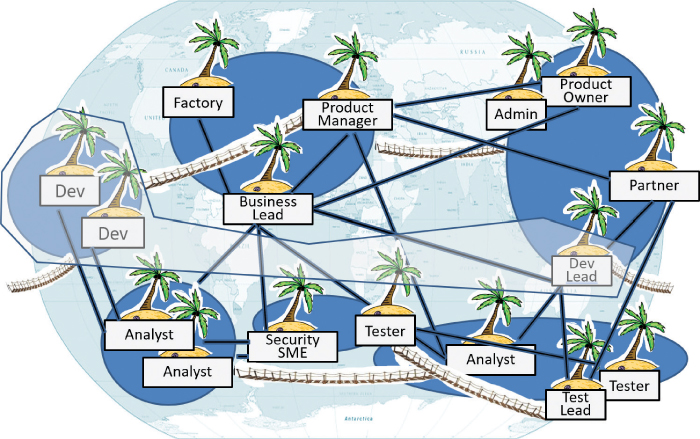 RUSSIA
CANADA
Factory
Product
Manager
Admin
Product
Owner
Dev
Dev
Business
Lead
Partner
Dev
Lead
Analyst
Analyst
Security
SME
Tester
Analyst
Tester
Test
Lead
Antarctica